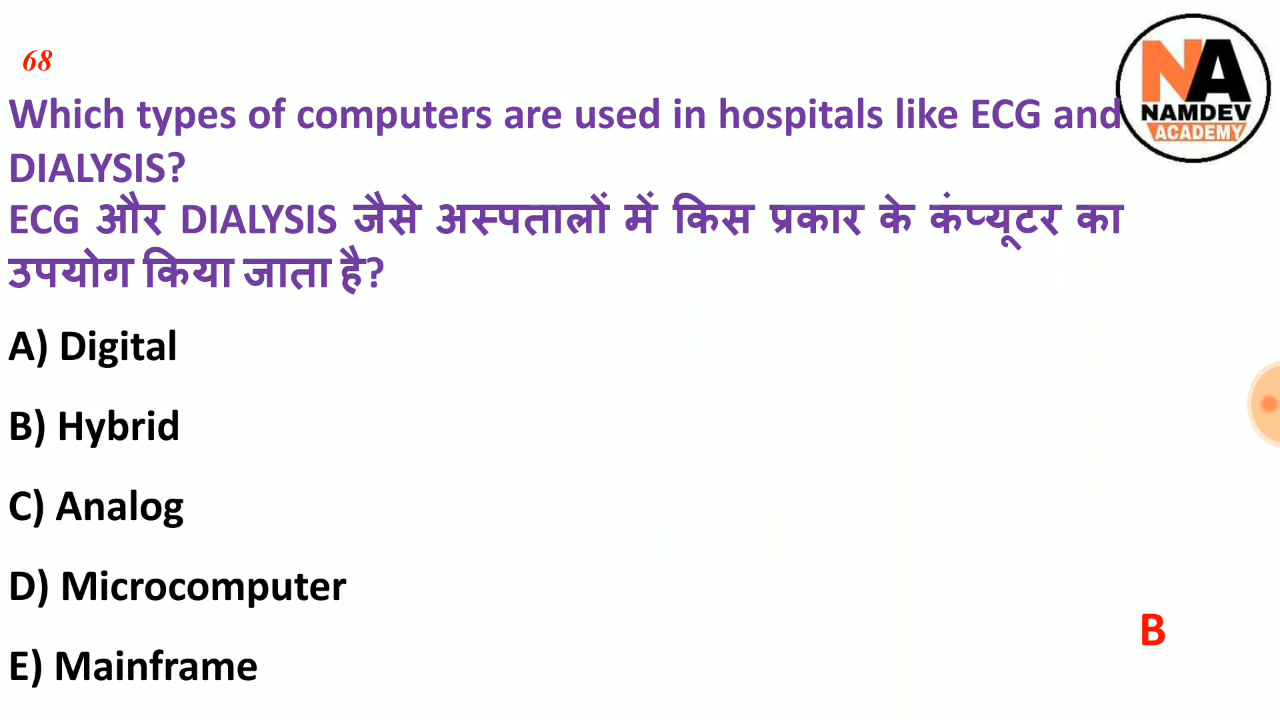 68
NA
NAMDEV
ACADEMY
Which types of computers are used in hospitals like ECG and
DIALYSIS?
ECG और DIALYSIS जैसे अस्पतालों में किस प्रकार के कंप्यूटर का
उपयोग किया जाता है?
A) Digital
B) Hybrid
C) Analog
D) Microcomputer
B
E) Mainframe